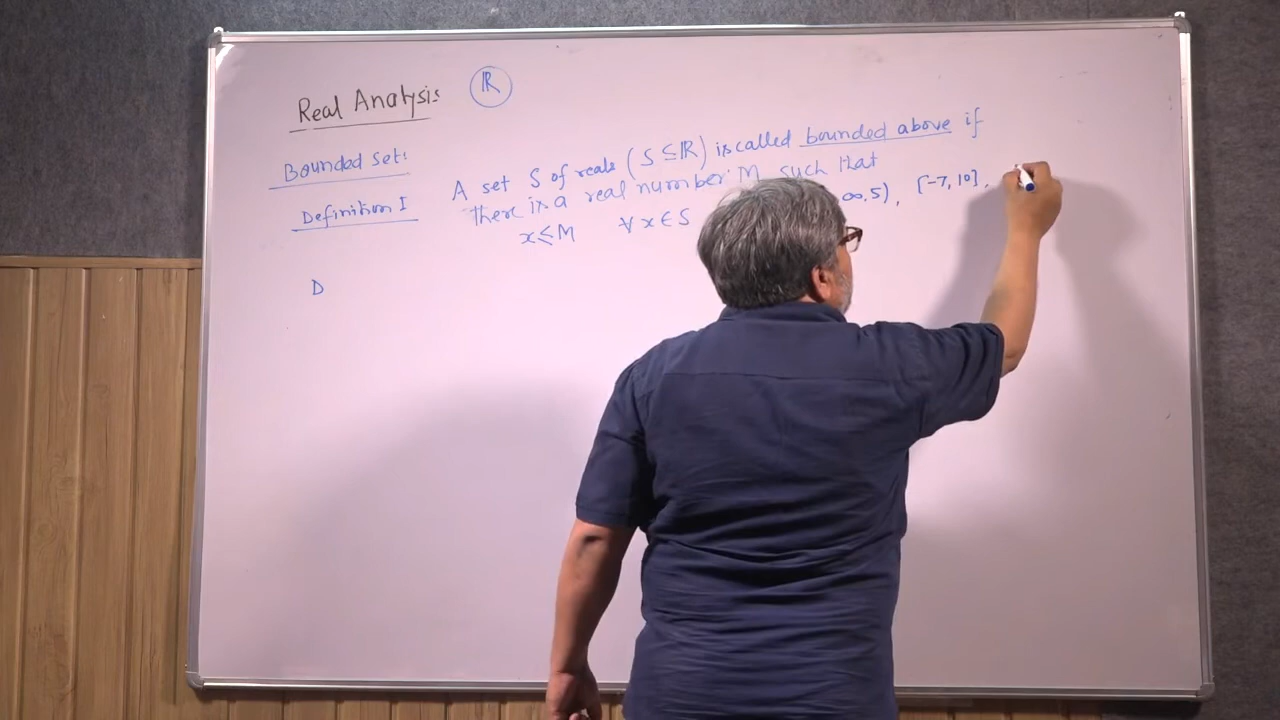 Real Analysis ℝ
Bounded Set:
Definition I
A set S of reals (S ⊆ ℝ) is called bounded above if
there is a real number M such that
x ≤ M ∀ x ∈ S ∞, 5), [-7, 10],
D